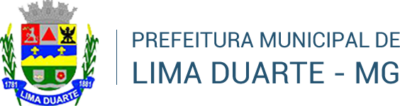 PREFEITURA MUNICIPAL DE
LIMA DUARTE - MG
1781 1881
LIMA DUARTE